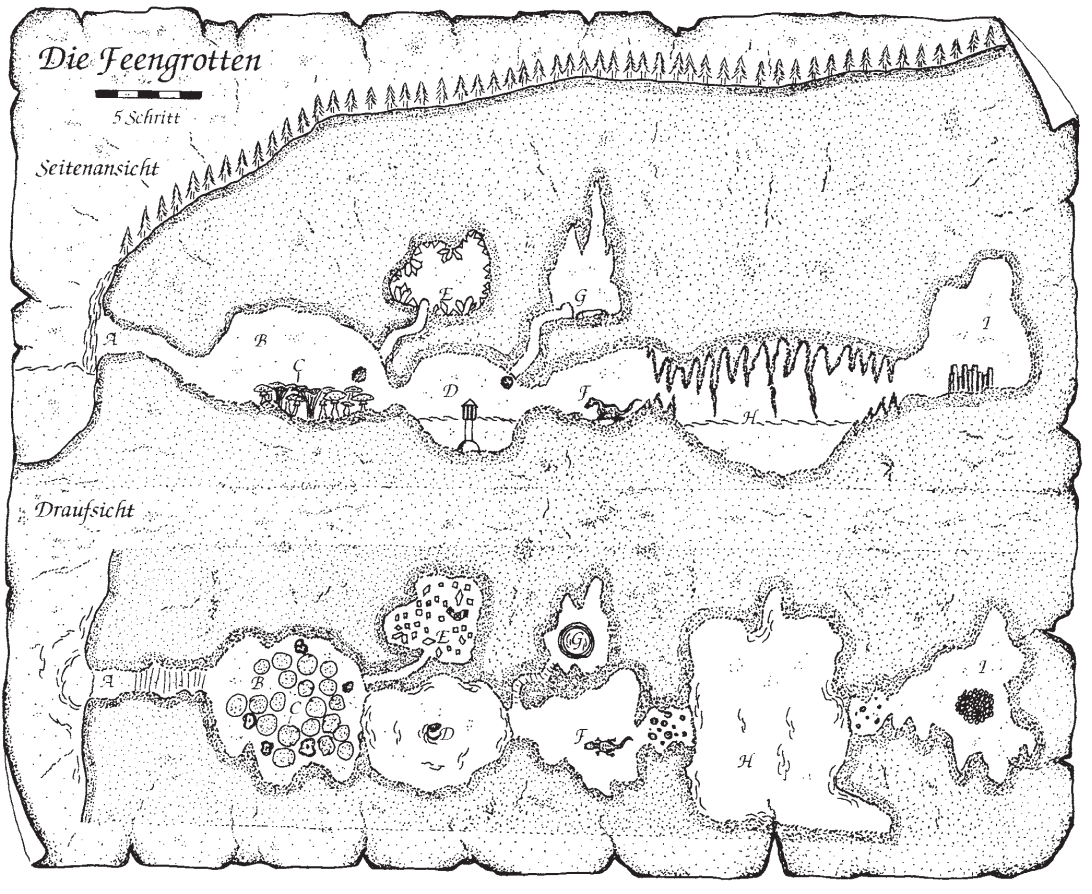 Die Feengrotten
5 Schritt
Seitenansicht
E
G
A
B
I
C
D
F
H
Draufsicht
E
G
A
B
I
C
D
F
H